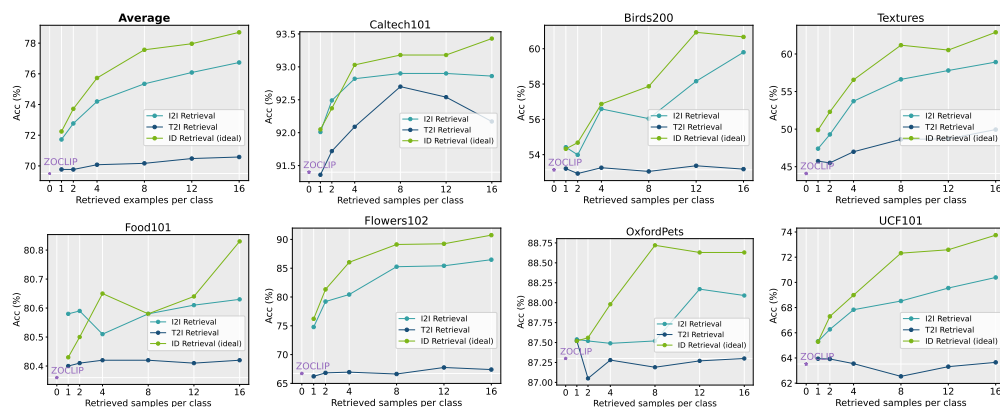 Average
Acc (%)
78
76
74
72
70
ZOCLIP
I2I Retrieval
T2I Retrieval
ID Retrieval (ideal)
0 1 2 4 8 12 16
Retrieved examples per class
Caltech101
Acc (%)
93.5
93.0
92.5
92.0
91.5
ZOCLIP
I2I Retrieval
T2I Retrieval
ID Retrieval (ideal)
0 1 2 4 8 12 16
Retrieved samples per class
Birds200
Acc (%)
60
58
56
54
ZOCLIP
I2I Retrieval
T2I Retrieval
ID Retrieval (ideal)
0 1 2 4 8 12 16
Retrieved samples per class
Textures
Acc (%)
60
55
50
45
ZOCLIP
I2I Retrieval
T2I Retrieval
ID Retrieval (ideal)
0 1 2 4 8 12 16
Retrieved samples per class
Food101
Acc (%)
80.8
80.7
80.6
80.5
80.4
ZOCLIP
I2I Retrieval
T2I Retrieval
ID Retrieval (ideal)
0 1 2 4 8 12 16
Retrieved samples per class
Flowers102
Acc (%)
90
85
80
75
70
65
ZOCLIP
I2I Retrieval
T2I Retrieval
ID Retrieval (ideal)
0 1 2 4 8 12 16
Retrieved samples per class
OxfordPets
Acc (%)
88.75
88.50
88.25
88.00
87.75
87.50
87.25
87.00
ZOCLIP
I2I Retrieval
T2I Retrieval
ID Retrieval (ideal)
0 1 2 4 8 12 16
Retrieved samples per class
UCF101
Acc (%)
74
72
70
68
66
64
62
ZOCLIP
I2I Retrieval
T2I Retrieval
ID Retrieval (ideal)
0 1 2 4 8 12 16
Retrieved samples per class